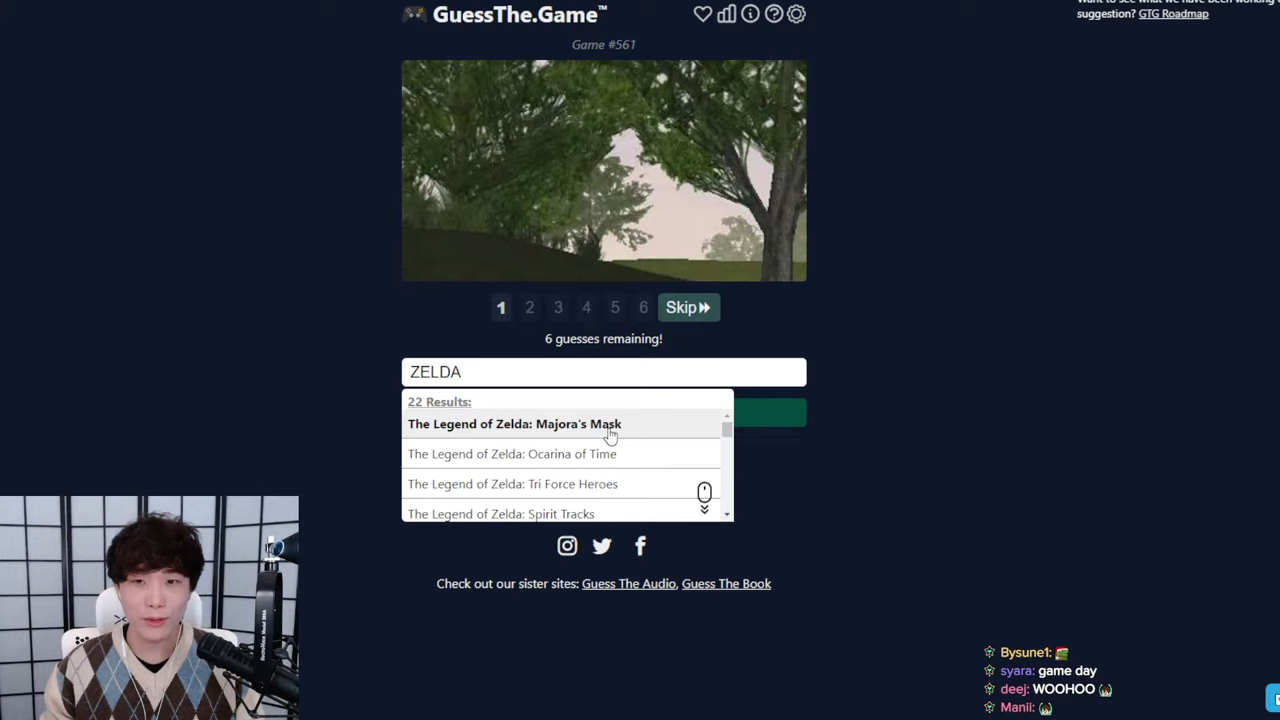 GuessThe.Game™
suggestion? GTG Roadmap
Game #561
1 2 3 4 5 6 Skip
6 guesses remaining!
ZELDA
22 Results:
The Legend of Zelda: Majora's Mask
The Legend of Zelda: Ocarina of Time
The Legend of Zelda: Tri Force Heroes
The Legend of Zelda: Spirit Tracks
Check out our sister sites: Guess The Audio, Guess The Book
Bysune1:
syara: game day
deej: WOOHOO
Manii: